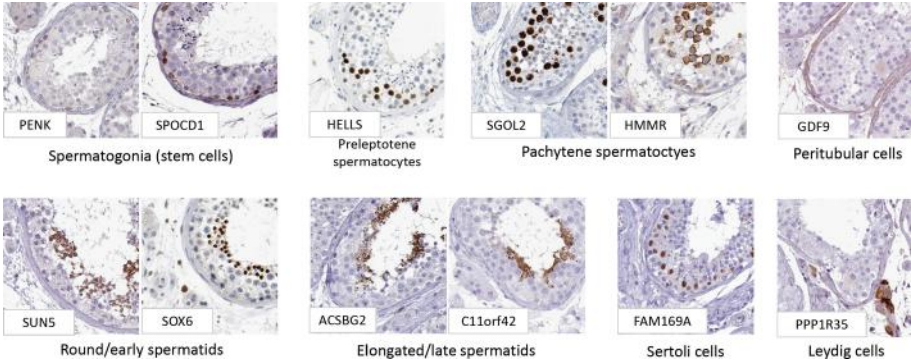 PENK
SPOCD1
HELLS
SGOL2
HMMR
GDF9
Spermatogonia (stem cells)
Preleptotene
spermatocytes
Pachytene spermatoctyes
Peritubular cells
SUN5
SOX6
ACSBG2
C11orf42
FAM169A
PPP1R35
Round/early spermatids
Elongated/late spermatids
Sertoli cells
Leydig cells